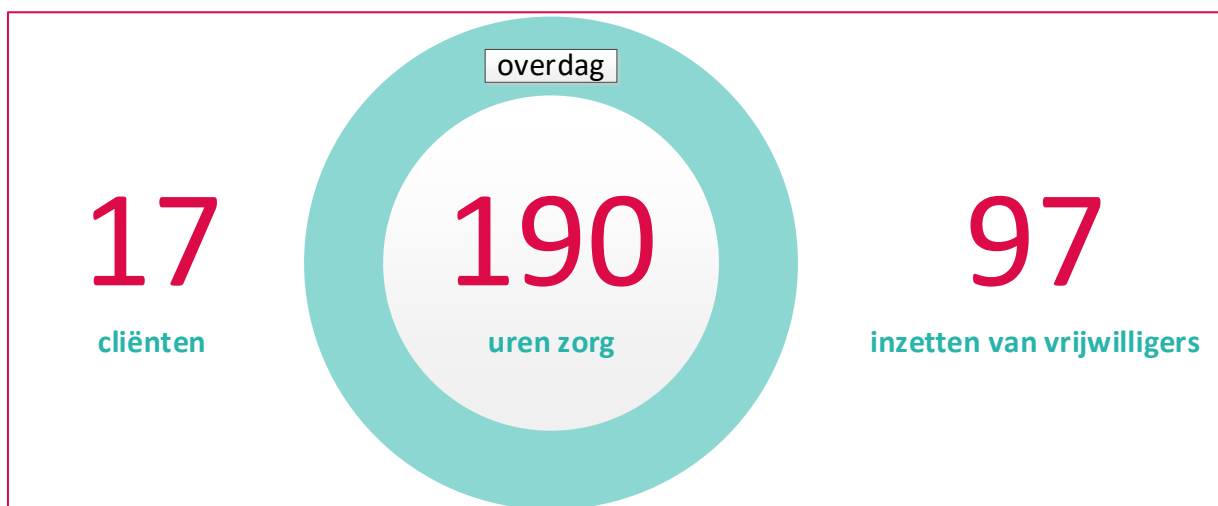 overdag
17
190
97
cliënten
uren zorg
inzetten van vrijwilligers